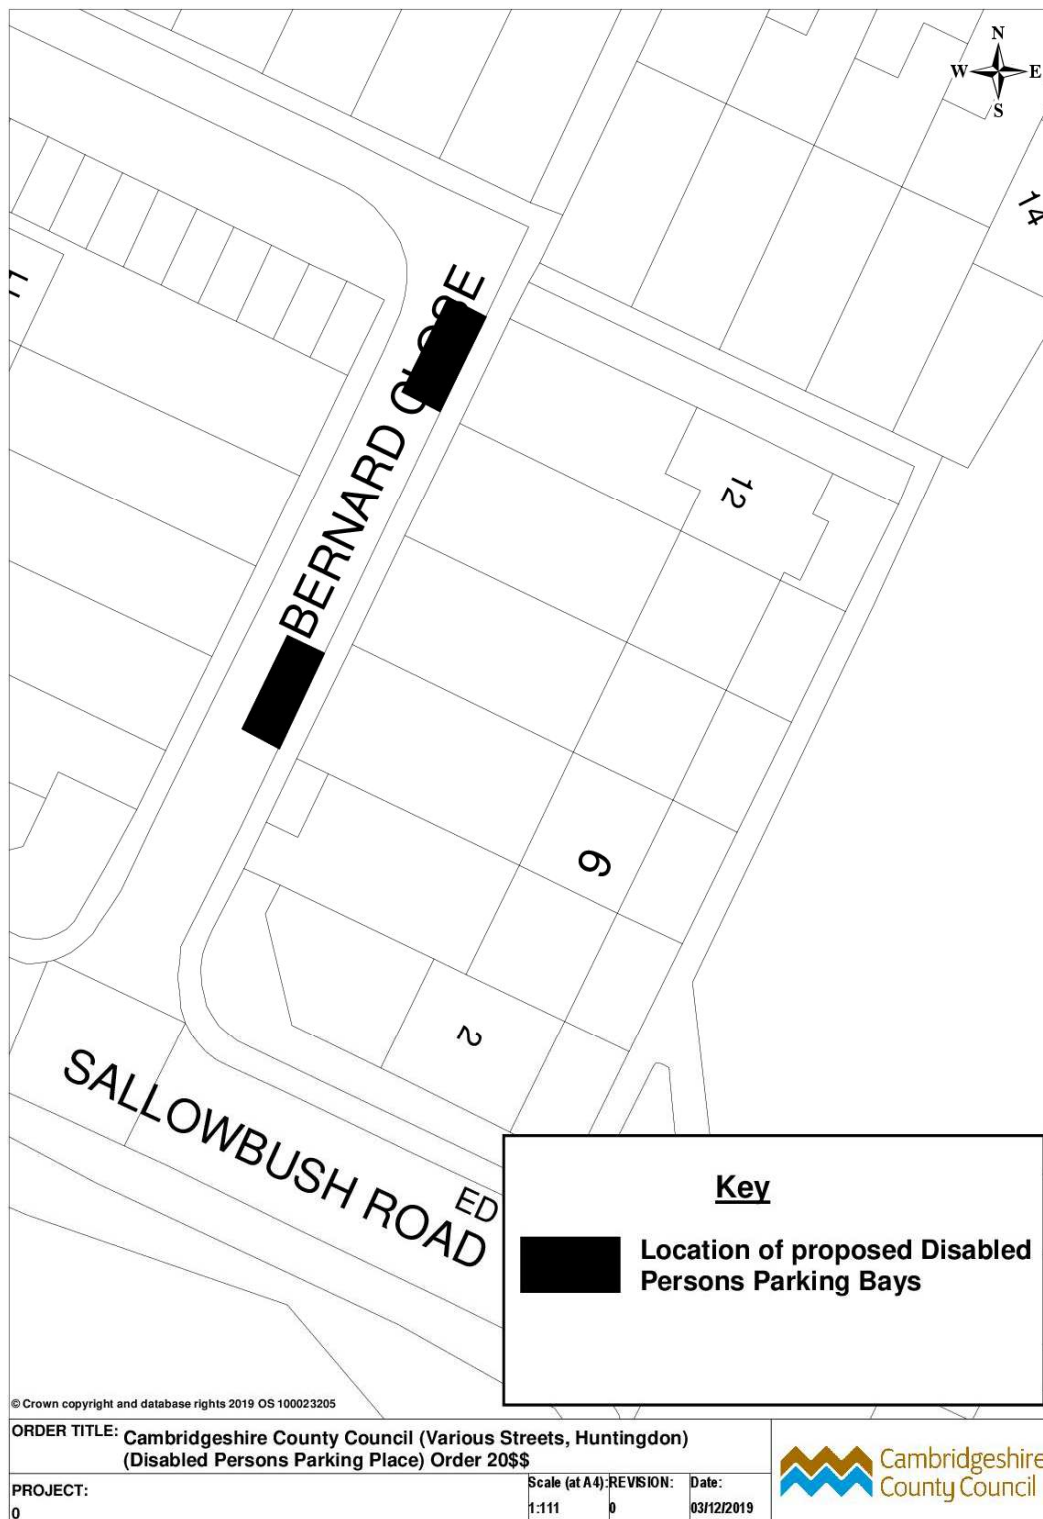 N
W E
S
14
11
BERNARD CLOSE
12
6
2
SALLOWBUSH ROAD
ED
Key
Location of proposed Disabled
Persons Parking Bays
© Crown copyright and database rights 2019 OS 100023205
ORDER TITLE: Cambridgeshire County Council (Various Streets, Huntingdon)
(Disabled Persons Parking Place) Order 20$$
PROJECT:
0
Scale (at A4):
1:111
REVISION:
0
Date:
03/12/2019
Cambridgeshire
County Council